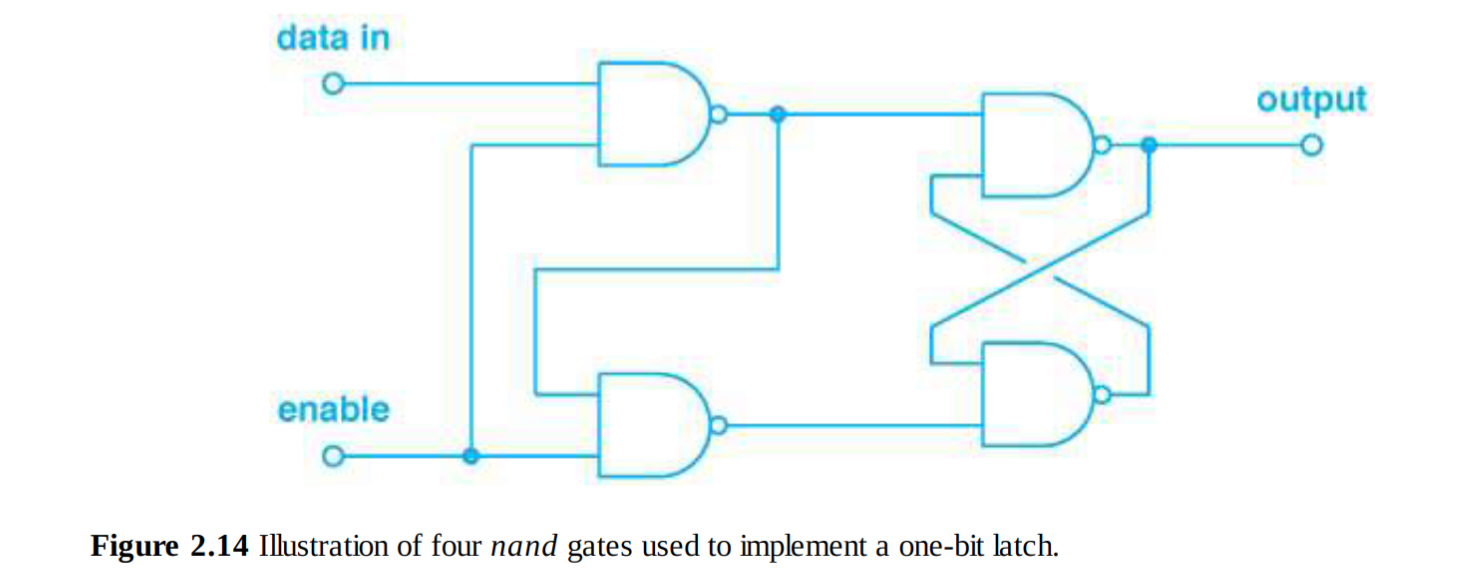 data in
output
enable
Figure 2.14 Illustration of four nand gates used to implement a one-bit latch.